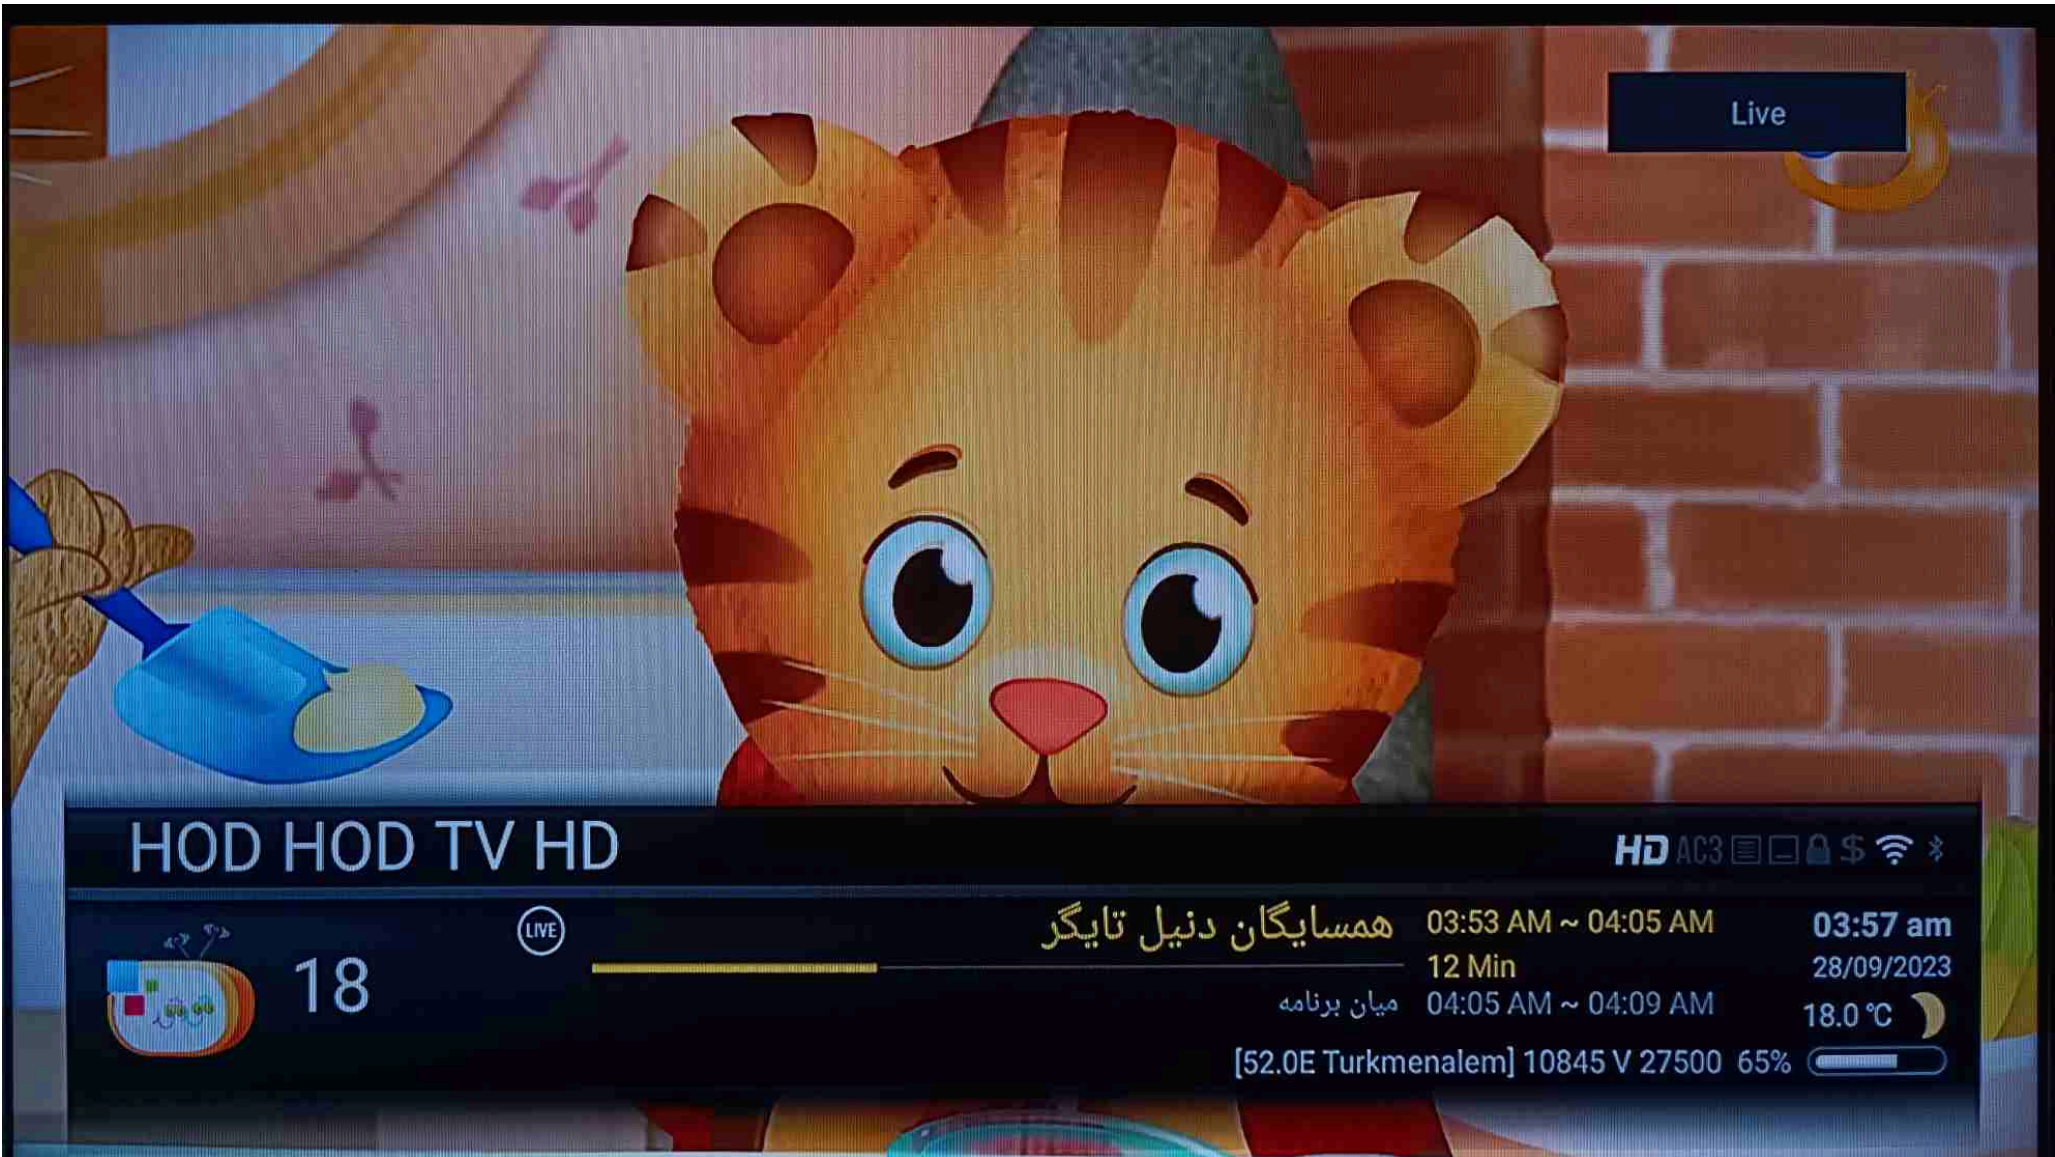 Live
HOD HOD TV HD
HD AC3 $
LIVE
همسایگان دنیل تایگر 03:53 AM ~ 04:05 AM 03:57 am
18
12 Min 28/09/2023
میان برنامه 04:05 AM ~ 04:09 AM 18.0 °C
[52.0E Turkmenalem] 10845 V 27500 65%